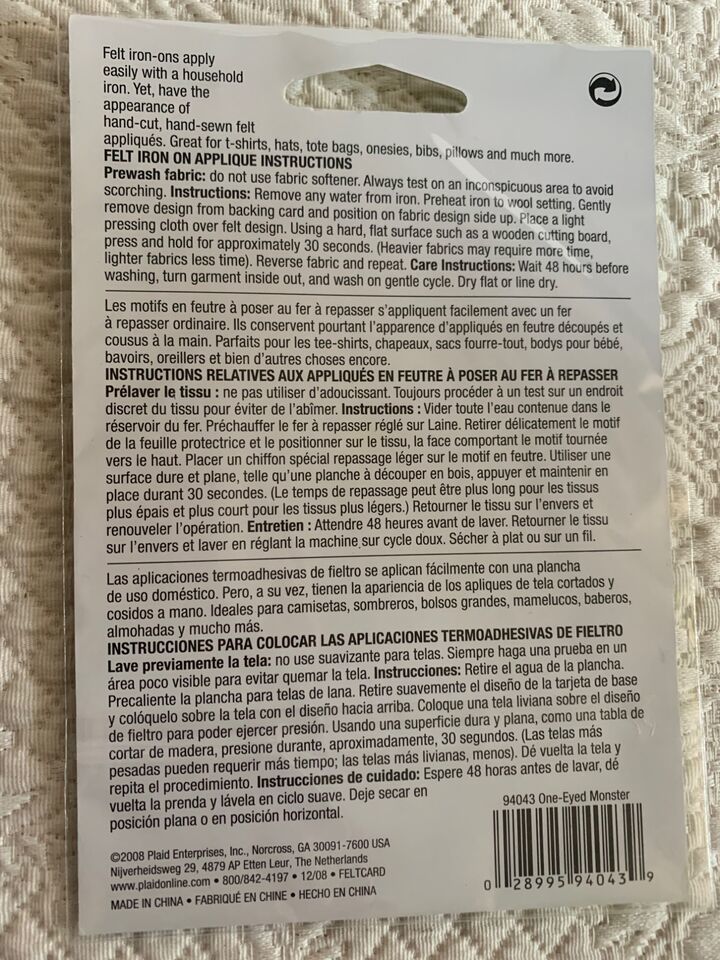 Felt iron-ons apply
easily with a household
iron. Yet, have the
appearance of
hand-cut, hand-sewn felt
appliqués. Great for t-shirts, hats, tote bags, onesies, bibs, pillows and much more.
FELT IRON ON APPLIQUE INSTRUCTIONS
Prewash fabric: do not use fabric softener. Always test on an inconspicuous area to avoid
scorching. Instructions: Remove any water from iron. Preheat iron to wool setting. Gently
remove design from backing card and position on fabric design side up. Place a light
pressing cloth over felt design. Using a hard, flat surface such as a wooden cutting board,
press and hold for approximately 30 seconds. (Heavier fabrics may require more time,
lighter fabrics less time). Reverse fabric and repeat. Care Instructions: Wait 48 hours before
washing, turn garment inside out, and wash on gentle cycle. Dry flat or line dry.
Les motifs en feutre à poser au fer à repasser s'appliquent facilement avec un fer
à repasser ordinaire. Ils conservent pourtant l'apparence d'appliqués en feutre découpés et
cousus à la main. Parfaits pour les tee-shirts, chapeaux, sacs fourre-tout, bodys pour bébé,
bavoirs, oreillers et bien d'autres choses encore.
INSTRUCTIONS RELATIVES AUX APPLIQUÉS EN FEUTRE À POSER AU FER À REPASSER
Prélaver le tissu : ne pas utiliser d'adoucissant. Toujours procéder à un test sur un endroit
discret du tissu pour éviter de l'abîmer. Instructions : Vider toute l'eau contenue dans le
réservoir du fer. Préchauffer le fer à repasser réglé sur Laine. Retirer délicatement le motif
de la feuille protectrice et le positionner sur le tissu, la face comportant le motif tournée
vers le haut. Placer un chiffon spécial repassage léger sur le motif en feutre. Utiliser une
surface dure et plane, telle qu'une planche à découper en bois, appuyer et maintenir en
place durant 30 secondes. (Le temps de repassage peut être plus long pour les tissus
plus épais et plus court pour les tissus plus légers.) Retourner le tissu sur l'envers et
renouveler l'opération. Entretien : Attendre 48 heures avant de laver. Retourner le tissu
sur l'envers et laver en réglant la machine sur cycle doux. Sécher à plat ou sur un fil.
Las aplicaciones termoadhesivas de fieltro se aplican fácilmente con una plancha
de uso doméstico. Pero, a su vez, tienen la apariencia de los apliques de tela cortados y
cosidos a mano. Ideales para camisetas, sombreros, bolsos grandes, mamelucos, baberos,
almohadas y mucho más.
INSTRUCCIONES PARA COLOCAR LAS APLICACIONES TERMOADHESIVAS DE FIELTRO
Lave previamente la tela: no use suavizante para telas. Siempre haga una prueba en un
área poco visible para evitar quemar la tela. Instrucciones: Retire el agua de la plancha.
Precaliente la plancha para telas de lana. Retire suavemente el diseño de la tarjeta de base
y colóquelo sobre la tela con el diseño hacia arriba. Coloque una tela liviana sobre el diseño
de fieltro para poder ejercer presión. Usando una superficie dura y plana, como una tabla de
cortar de madera, presione durante, aproximadamente, 30 segundos. (Las telas más
pesadas pueden requerir más tiempo; las telas más livianas, menos). Dé vuelta la tela y
repita el procedimiento. Instrucciones de cuidado: Espere 48 horas antes de lavar, dé
vuelta la prenda y lávela en ciclo suave. Deje secar en
posición plana o en posición horizontal.
94043 One-Eyed Monster
0 28995 94043 9
©2008 Plaid Enterprises, Inc., Norcross, GA 30091-7600 USA
Nijverheidsweg 29, 4879 AP Etten Leur, The Netherlands
www.plaidonline.com • 800/842-4197 • 12/08 • FELTCARD
MADE IN CHINA • FABRIQUÉ EN CHINE • HECHO EN CHINA